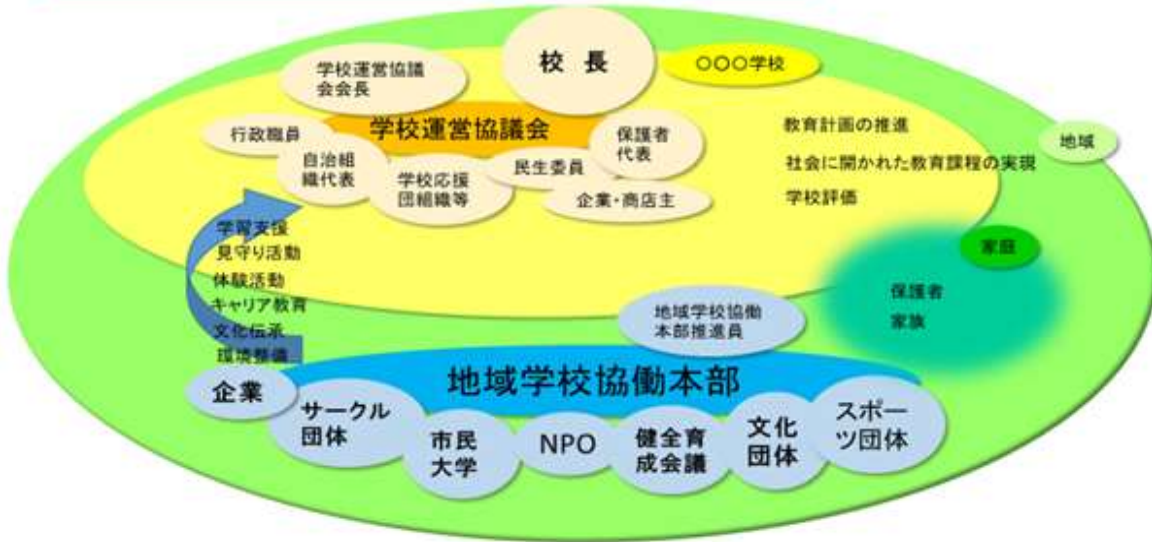 校 長
○○○学校
学校運営協議
会会長
学校運営協議会
行政職員
自治組
織代表
学校応援
団組織等
民生委員
保護者
代表
企業・商店主
教育計画の推進
社会に開かれた教育課程の実現
学校評価
地域
家庭
保護者
家族
学習支援
見守り活動
体験活動
キャリア教育
文化伝承
環境整備
地域学校協働
本部推進員
地域学校協働本部
企業
サークル
団体
市民
大学
NPO
健全育
成会議
文化
団体
スポー
ツ団体